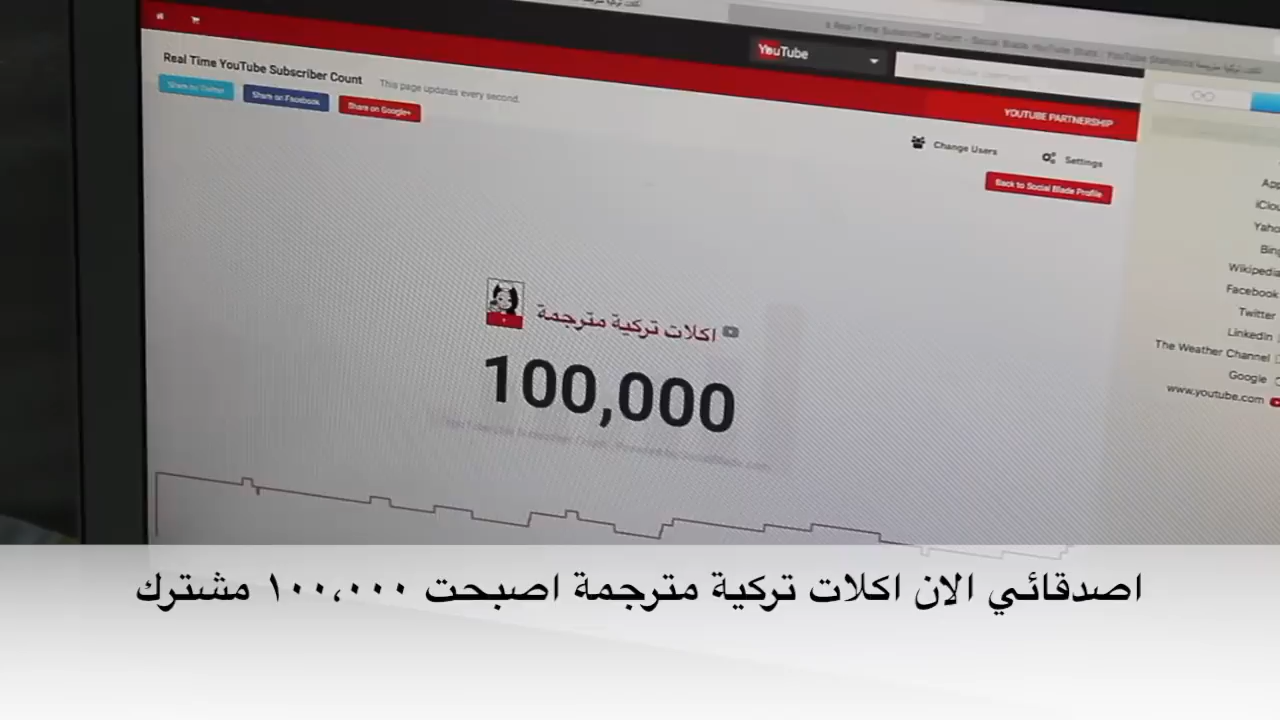 YouTube
Real Time YouTube Subscriber Count
This page updates every second.
Share on Twitter
Share on Facebook
Share on Google+
YOUTUBE PARTNERSHIP
Change Users
Settings
Back to Social Blade Profile
اكلات تركية مترجمة
100,000
Wikipedia
Facebook
Twitter
LinkedIn
The Weather Channel
Google
www.youtube.com
اصدقائي الان اكلات تركية مترجمة اصبحت ١٠٠،٠٠٠ مشترك